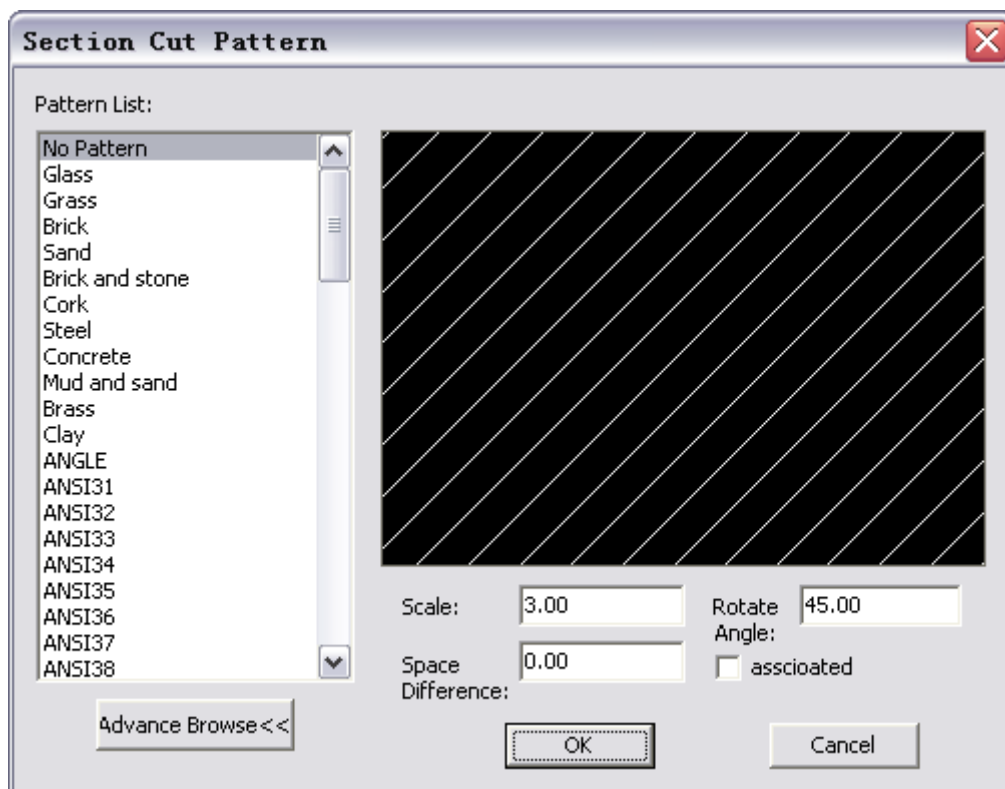 Section Cut Pattern
Pattern List:
No Pattern
Glass
Grass
Brick
Sand
Brick and stone
Cork
Steel
Concrete
Mud and sand
Brass
Clay
ANGLE
ANSI31
ANSI32
ANSI33
ANSI34
ANSI35
ANSI36
ANSI37
ANSI38
Advance Browse<<
Scale:
3.00
Rotate
Angle:
45.00
Space
Difference:
0.00
asscioated
OK
Cancel